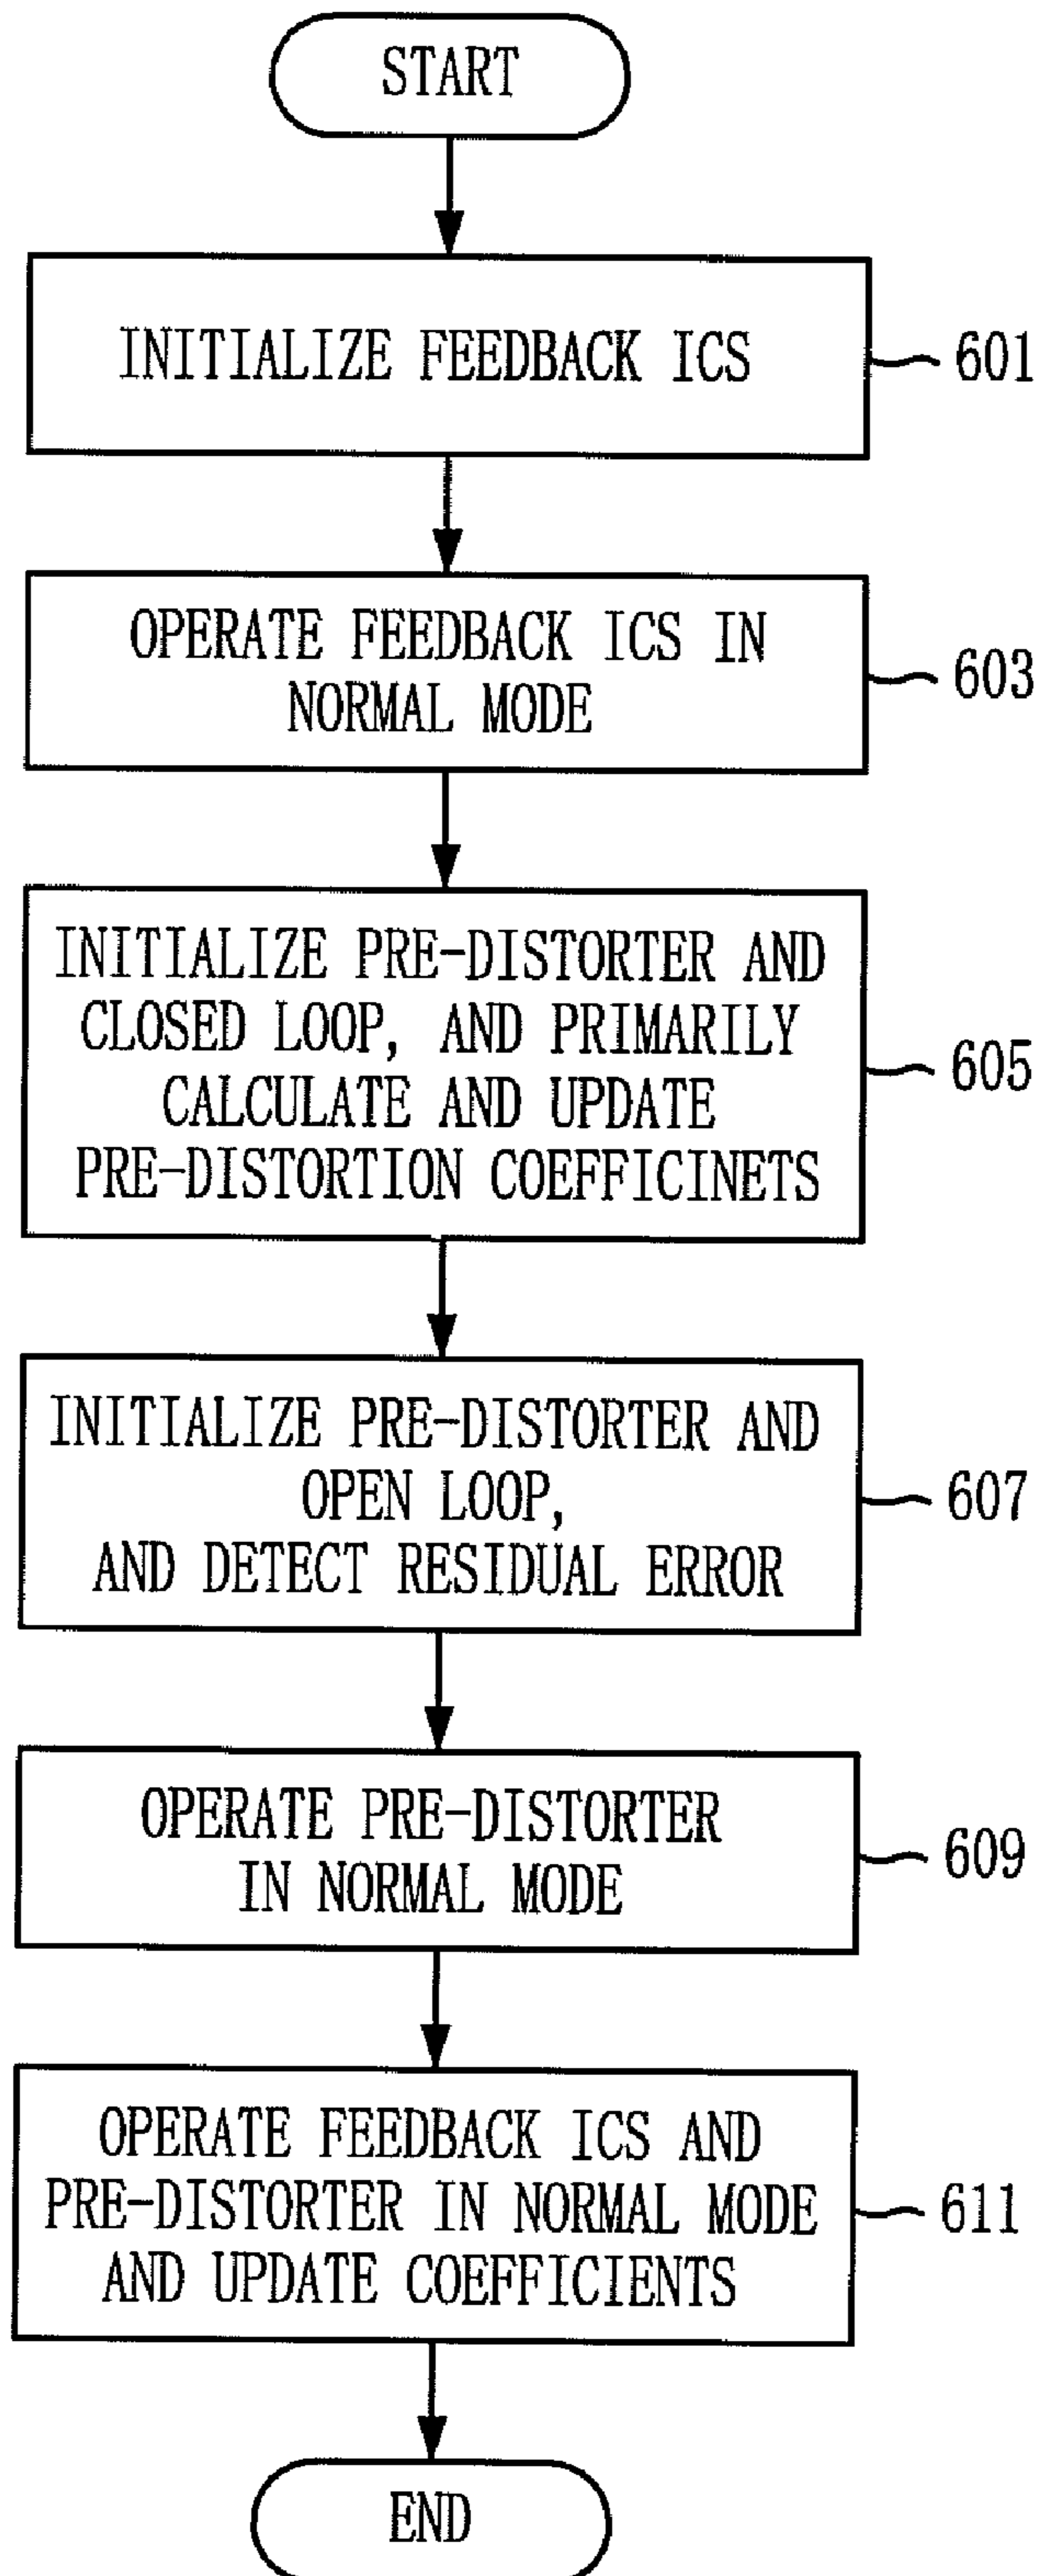 START
INITIALIZE FEEDBACK ICS
601
OPERATE FEEDBACK ICS IN
NORMAL MODE
603
INITIALIZE PRE-DISTORTER AND
CLOSED LOOP, AND PRIMARILY
CALCULATE AND UPDATE
PRE-DISTORTION COEFFICINETS
605
INITIALIZE PRE-DISTORTER AND
OPEN LOOP,
AND DETECT RESIDUAL ERROR
607
OPERATE PRE-DISTORTER
IN NORMAL MODE
609
OPERATE FEEDBACK ICS AND
PRE-DISTORTER IN NORMAL MODE
AND UPDATE COEFFICIENTS
611
END